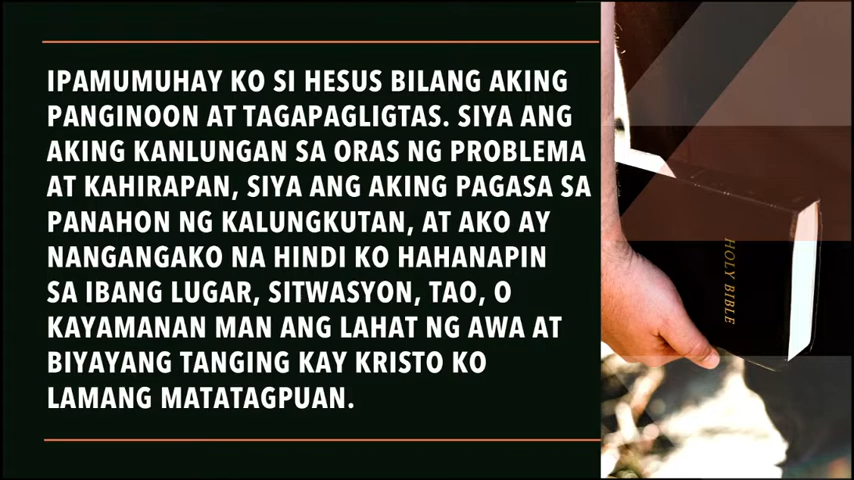 IPAMUMUHAY KO SI HESUS BILANG AKING
PANGINOON AT TAGAPAGLIGTAS. SIYA ANG
AKING KANLUNGAN SA ORAS NG PROBLEMA
AT KAHIRAPAN, SIYA ANG AKING PAGASA SA
PANAHON NG KALUNGKUTAN, AT AKO AY
NANGANGAKO NA HINDI KO HAHANAPIN
SA IBANG LUGAR, SITWASYON, TAO, O
KAYAMANAN MAN ANG LAHAT NG AWA AT
BIYAYANG TANGING KAY KRISTO KO
LAMANG MATATAGPUAN.
HOLY BIBLE